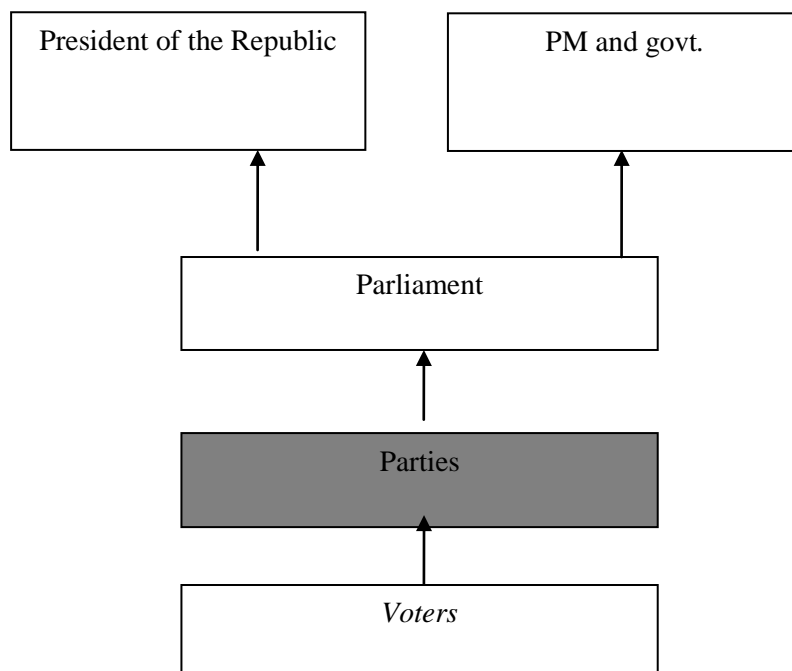 President of the Republic
PM and govt.
Parliament
Parties
Voters